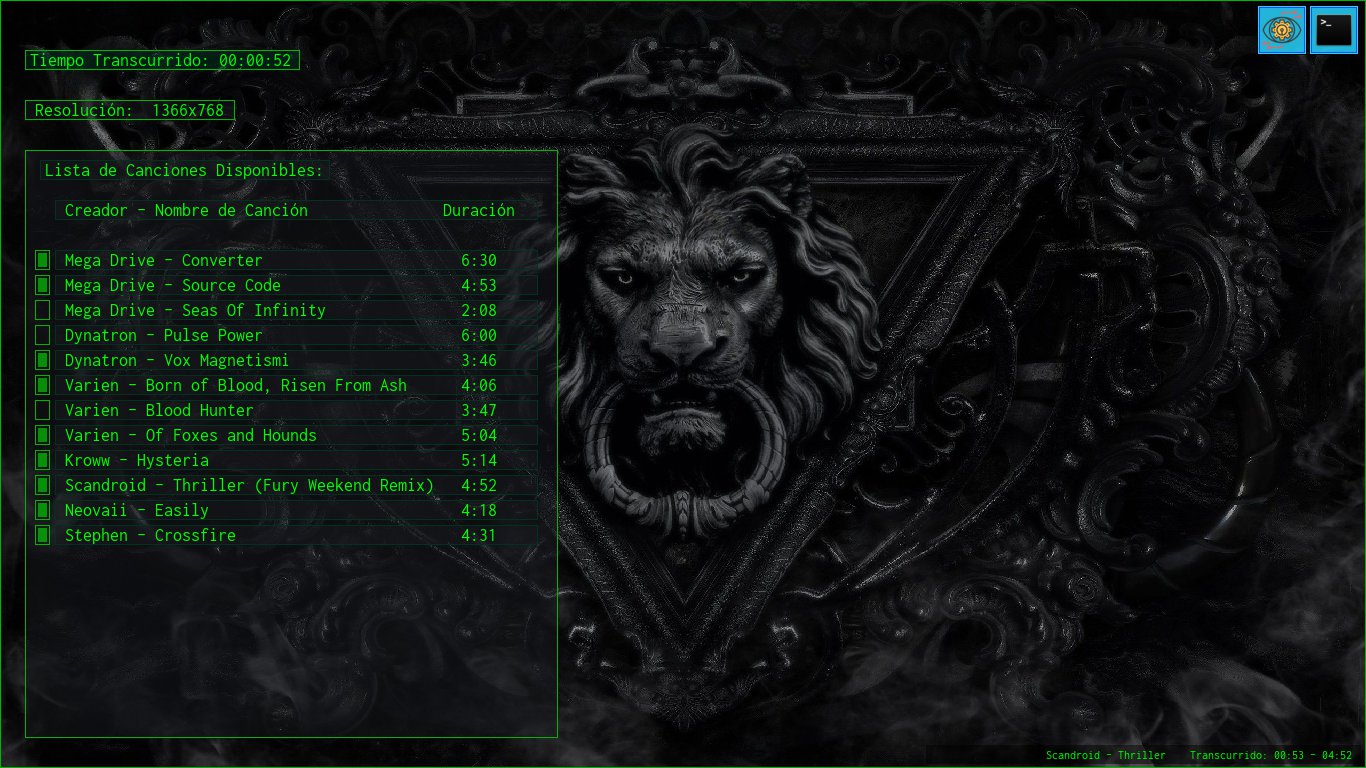 >_
Tiempo Transcurrido: 00:00:52
Resolución: 1366x768
Lista de Canciones Disponibles:
Creador - Nombre de Canción Duración
Mega Drive - Converter 6:30
Mega Drive - Source Code 4:53
Mega Drive - Seas Of Infinity 2:08
Dynatron - Pulse Power 6:00
Dynatron - Vox Magnetismi 3:46
Varien - Born of Blood, Risen From Ash 4:06
Varien - Blood Hunter 3:47
Varien - Of Foxes and Hounds 5:04
Kroww - Hysteria 5:14
Scandroid - Thriller (Fury Weekend Remix) 4:52
Neovaii - Easily 4:18
Stephen - Crossfire 4:31
Scandroid - Thriller Transcurrido: 00:53 - 04:52